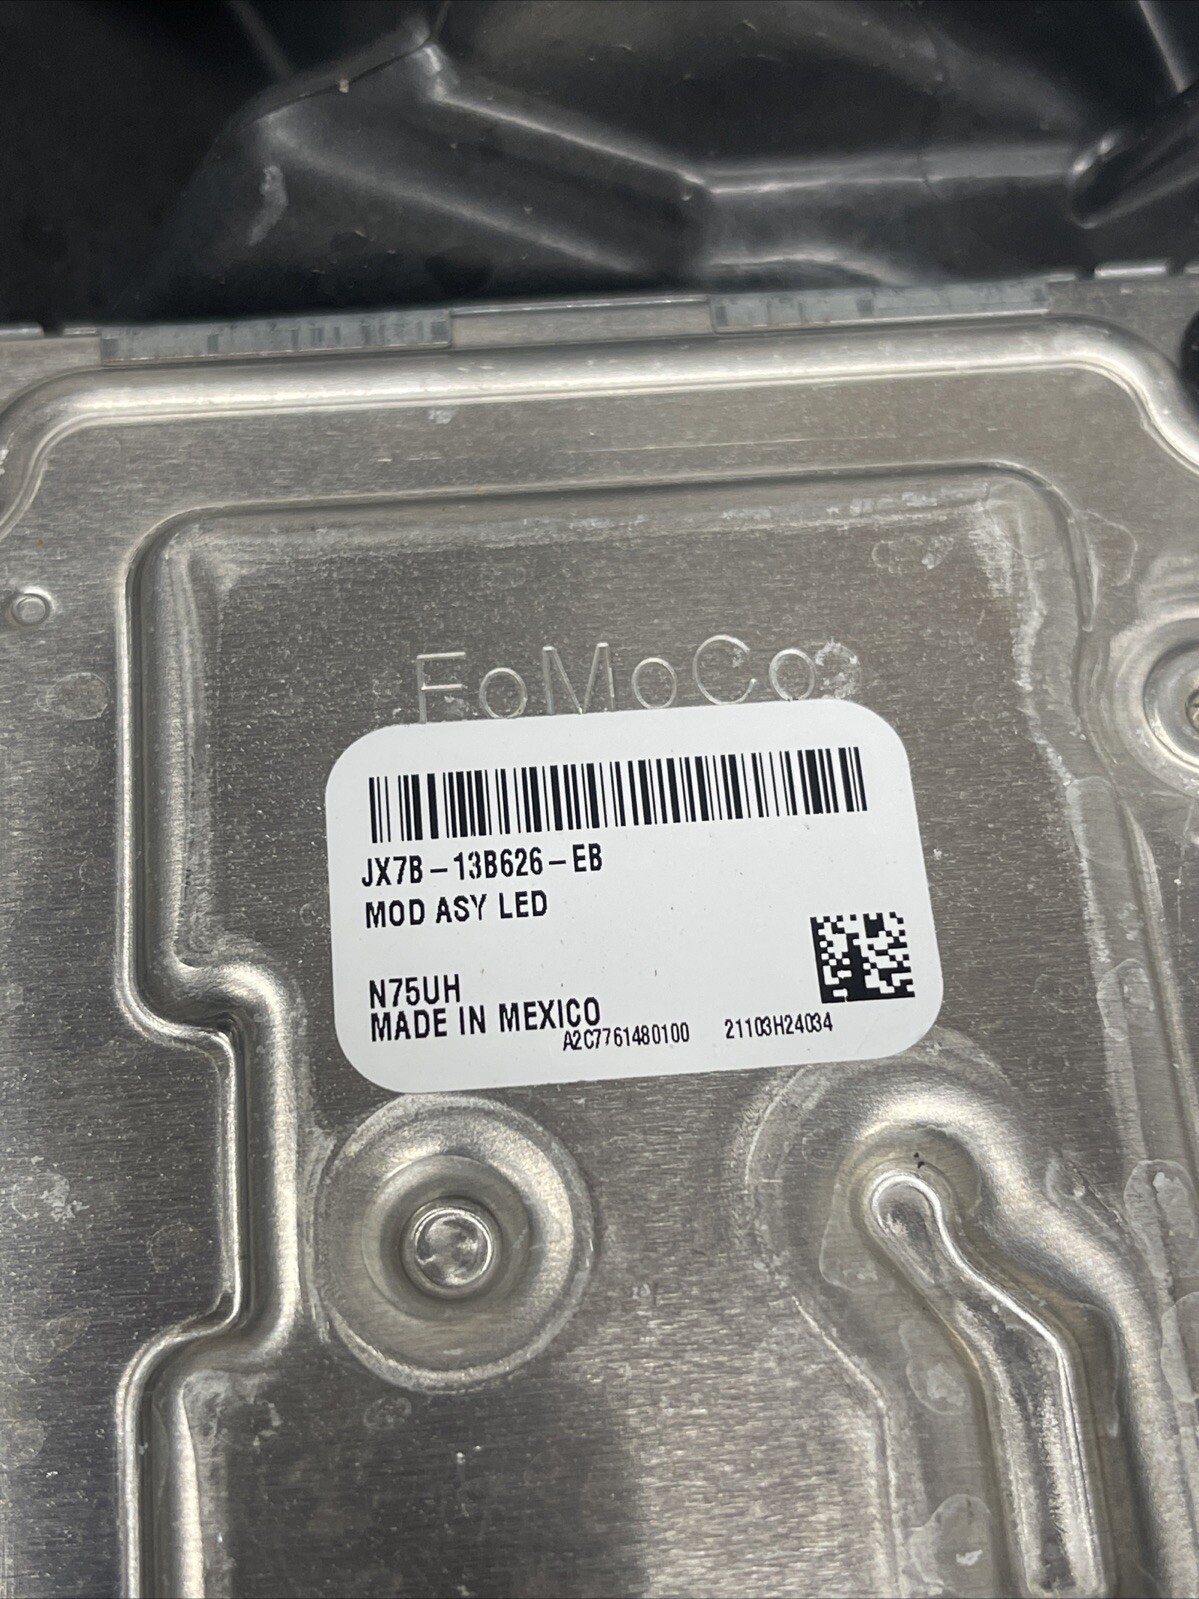 FoMoCo
JX7B-13B626-EB
MOD ASY LED
N75UH
MADE IN MEXICO
A2C7761480100 21103H24034